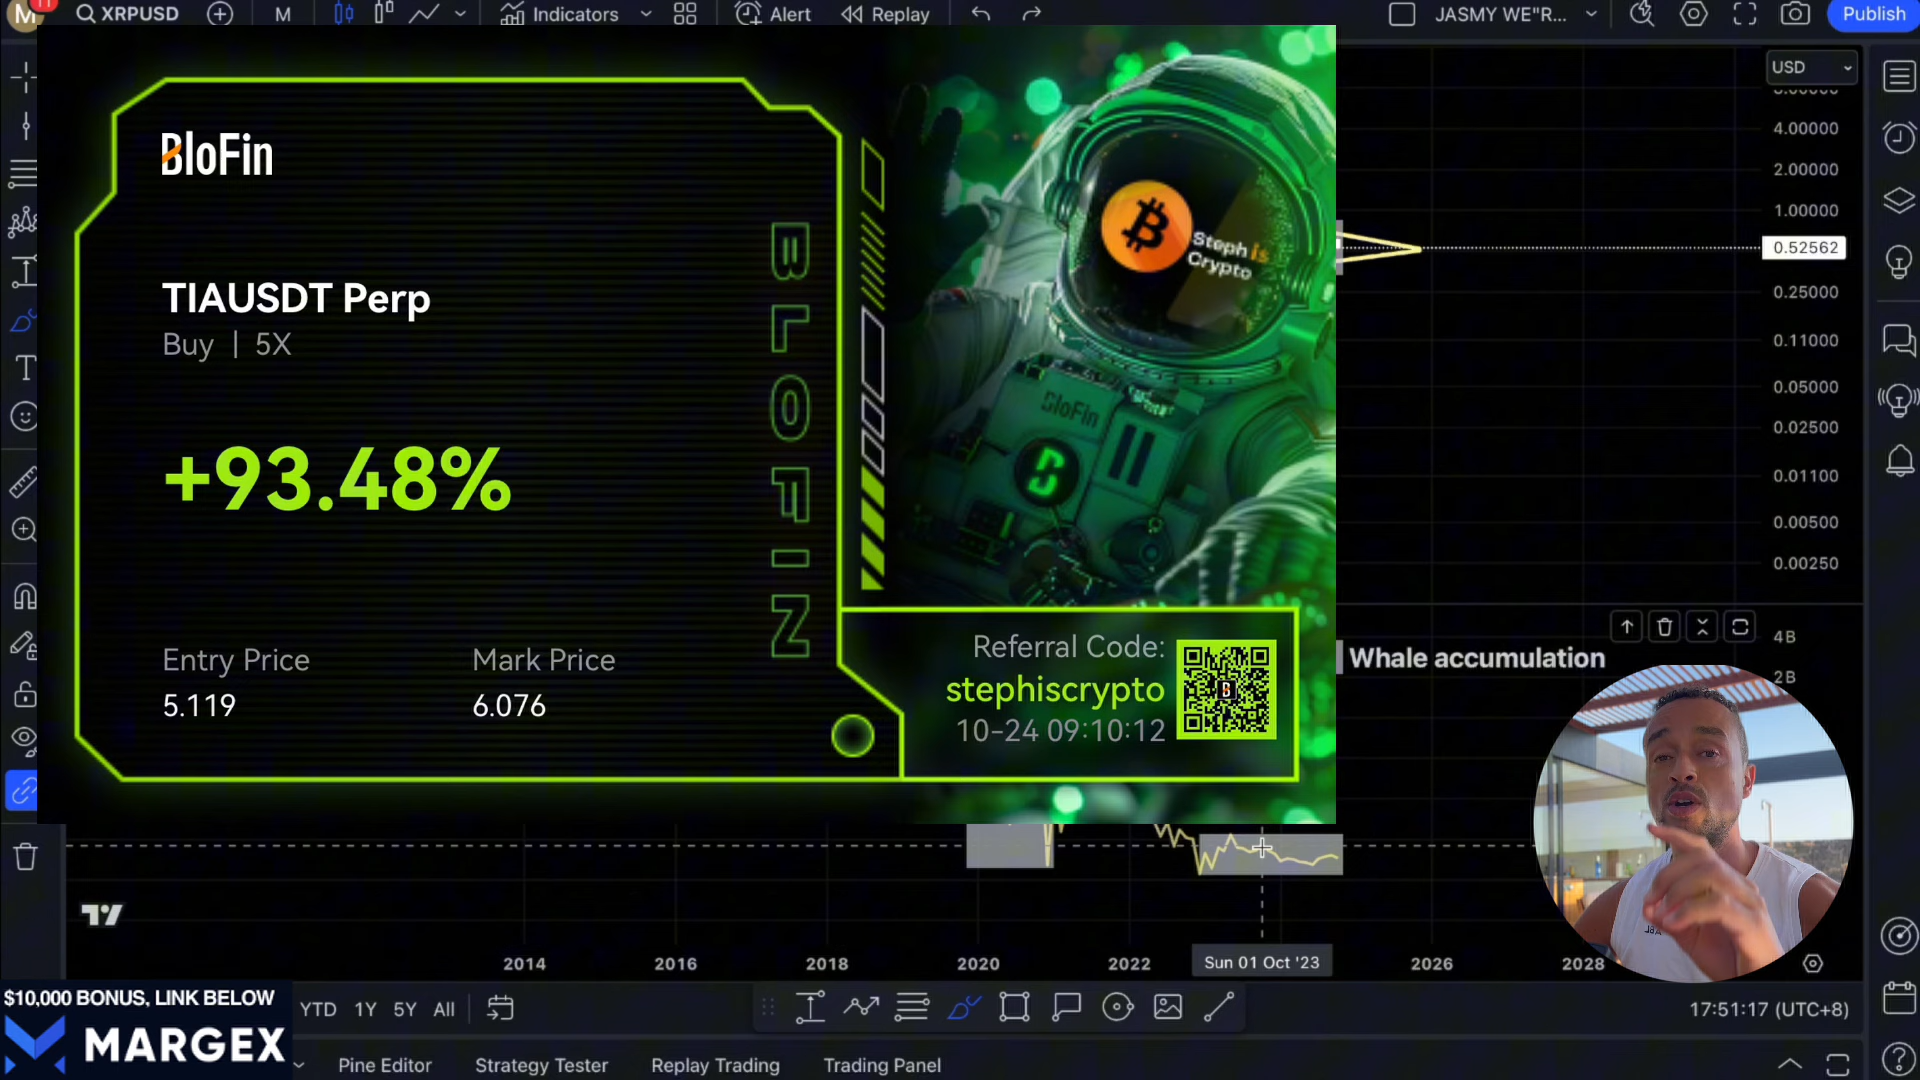 M
11
XRPUSD
M
Indicators
Alert
Replay
JASMY WE"R...
Publish
BloFin
TIAUSDT Perp
Buy | 5X
+93.48%
Entry Price
5.119
Mark Price
6.076
BLOFIN
Steph is
Crypto
BloFin
Referral Code:
stephiscrypto
10-24 09:10:12
USD
4.00000
2.00000
1.00000
0.52562
0.25000
0.11000
0.05000
0.02500
0.01100
0.00500
0.00250
Whale accumulation
4B
2B
2014
2016
2018
2020
2022
Sun 01 Oct '23
2026
2028
$10,000 BONUS, LINK BELOW
MARGEX
YTD
1Y
5Y
All
17:51:17 (UTC+8)
Pine Editor
Strategy Tester
Replay Trading
Trading Panel